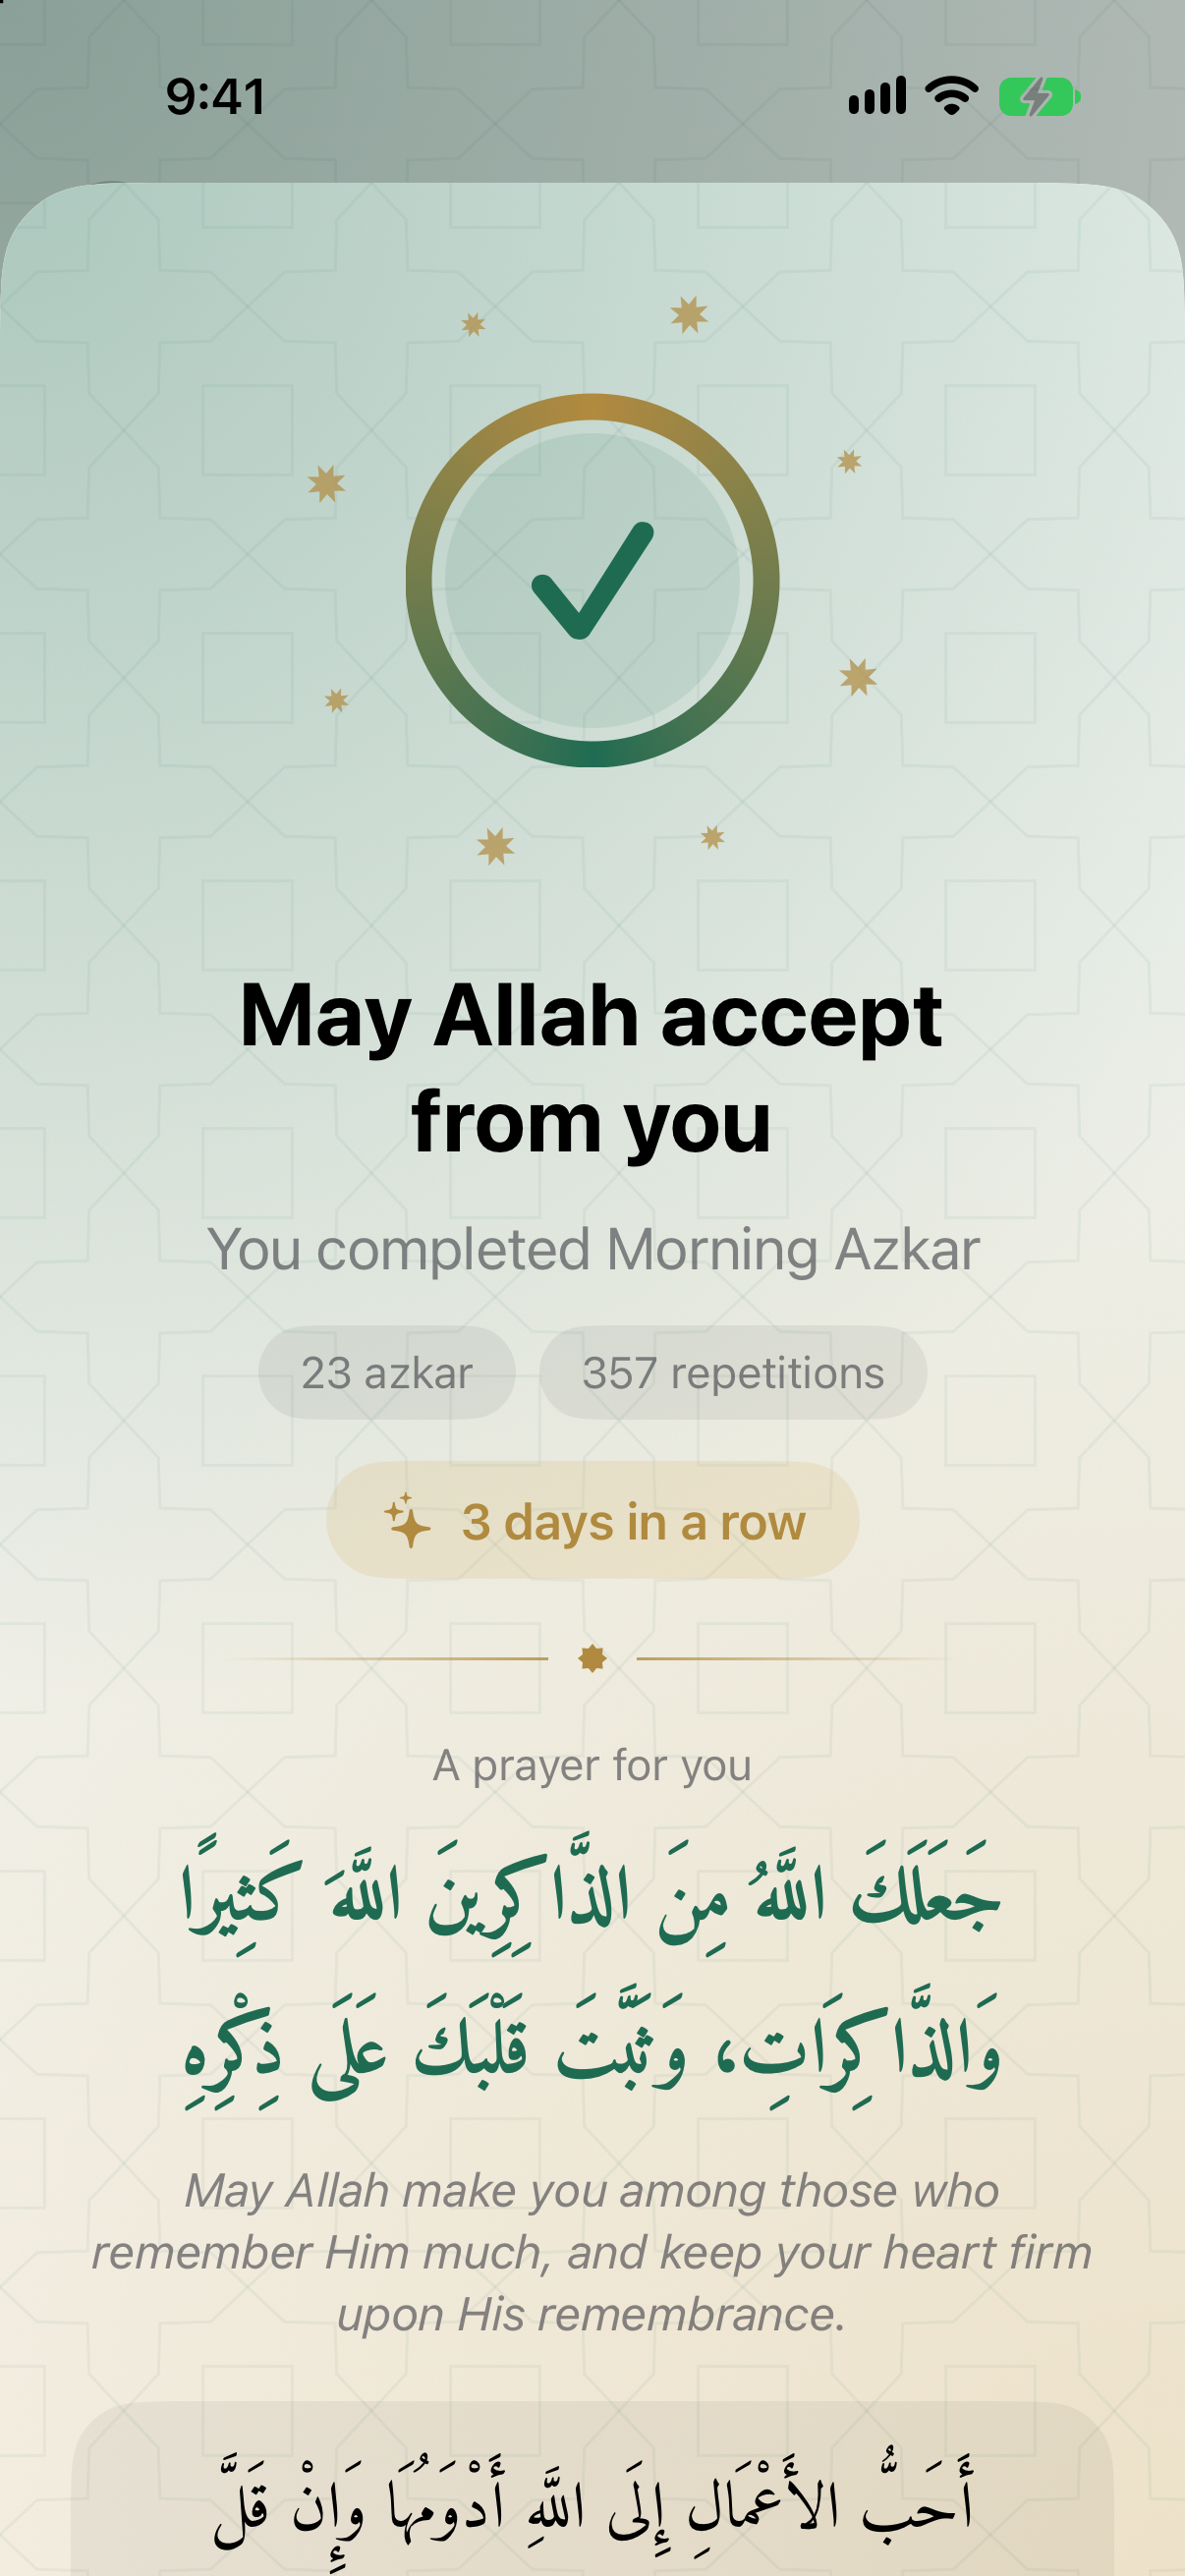 9:41
May Allah accept
from you
You completed Morning Azkar
23 azkar
357 repetitions
3 days in a row
A prayer for you
جَعَلَكَ اللَّهُ مِنَ الذَّاكِرِينَ اللَّهَ كَثِيرًا
وَالذَّاكِرَاتِ، وَثَبَّتَ قَلْبَكَ عَلَى ذِكْرِهِ
May Allah make you among those who
remember Him much, and keep your heart firm
upon His remembrance.
أَحَبُّ الأَعْمَالِ إِلَى اللَّهِ أَدْوَمُهَا وَإِنْ قَلَّ